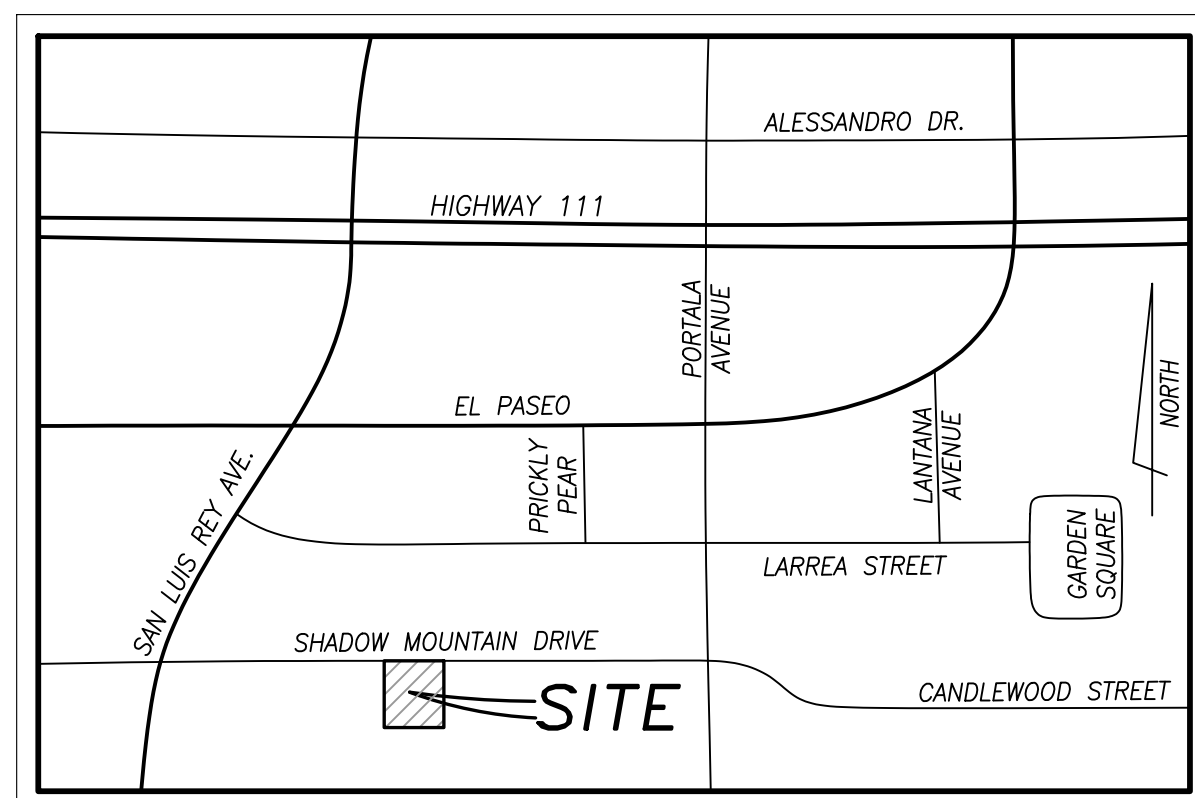 ALESSANDRO DR.
HIGHWAY 111
PORTALA
AVENUE
NORTH
EL PASEO
PRICKLY
PEAR
LANTANA
AVENUE
SAN LUIS REY AVE.
GARDEN
SQUARE
LARREA STREET
SHADOW MOUNTAIN DRIVE
CANDLEWOOD STREET
SITE